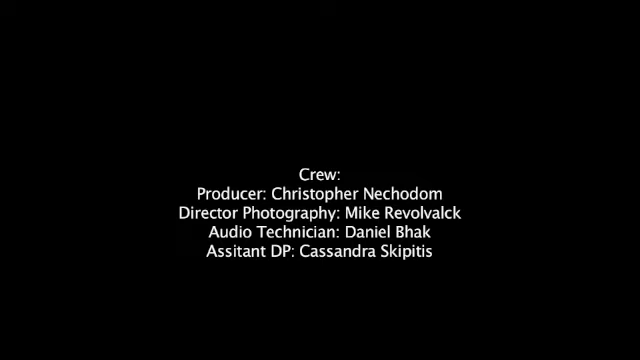 Crew:
Producer: Christopher Nechodom
Director Photography: Mike Revolvalck
Audio Technician: Daniel Bhak
Assitant DP: Cassandra Skipitis